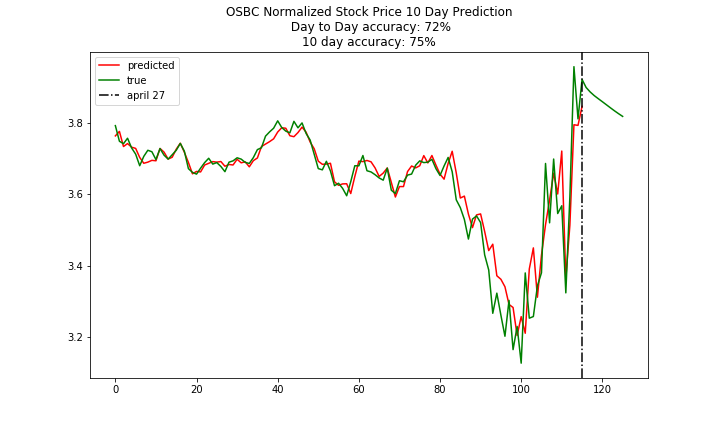 OSBC Normalized Stock Price 10 Day Prediction
Day to Day accuracy: 72%
10 day accuracy: 75%
predicted
true
april 27
3.8
3.6
3.4
3.2
0
20
40
60
80
100
120